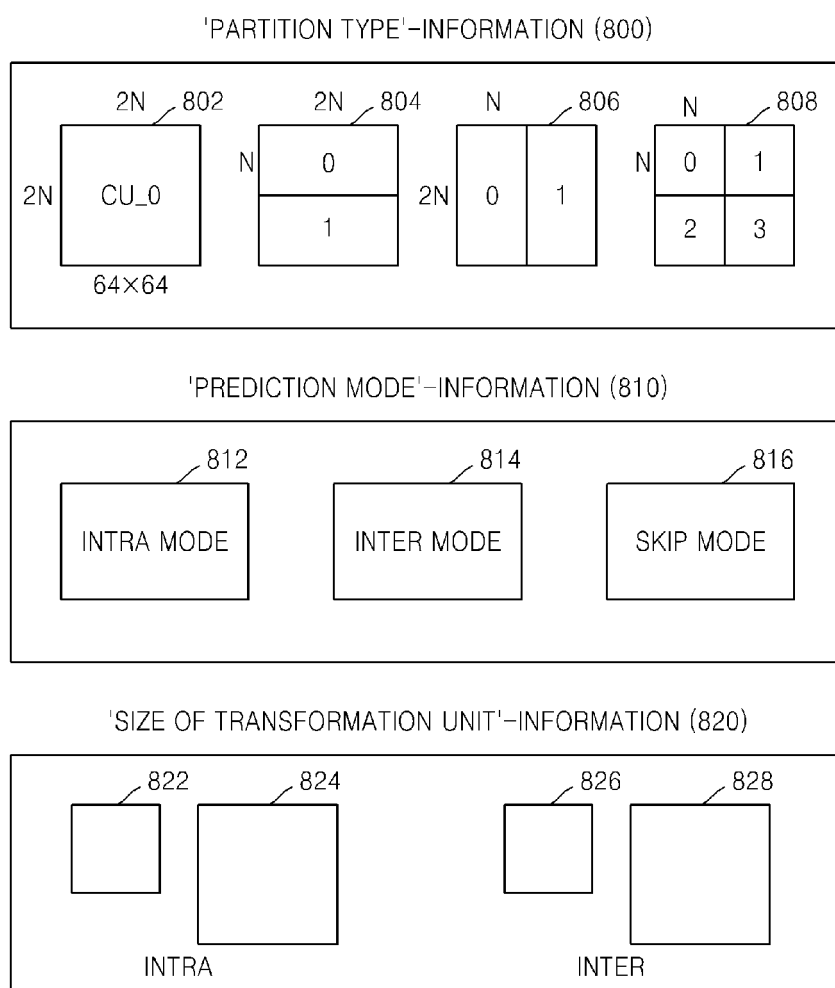 'PARTITION TYPE'-INFORMATION (800)
2N 802 2N 804 N 806 N 808
2N CU_0 N 0 2N 0 1 N 0 1
1 2 3
64×64
'PREDICTION MODE'-INFORMATION (810)
812 814 816
INTRA MODE INTER MODE SKIP MODE
'SIZE OF TRANSFORMATION UNIT'-INFORMATION (820)
822 824 826 828
INTRA INTER